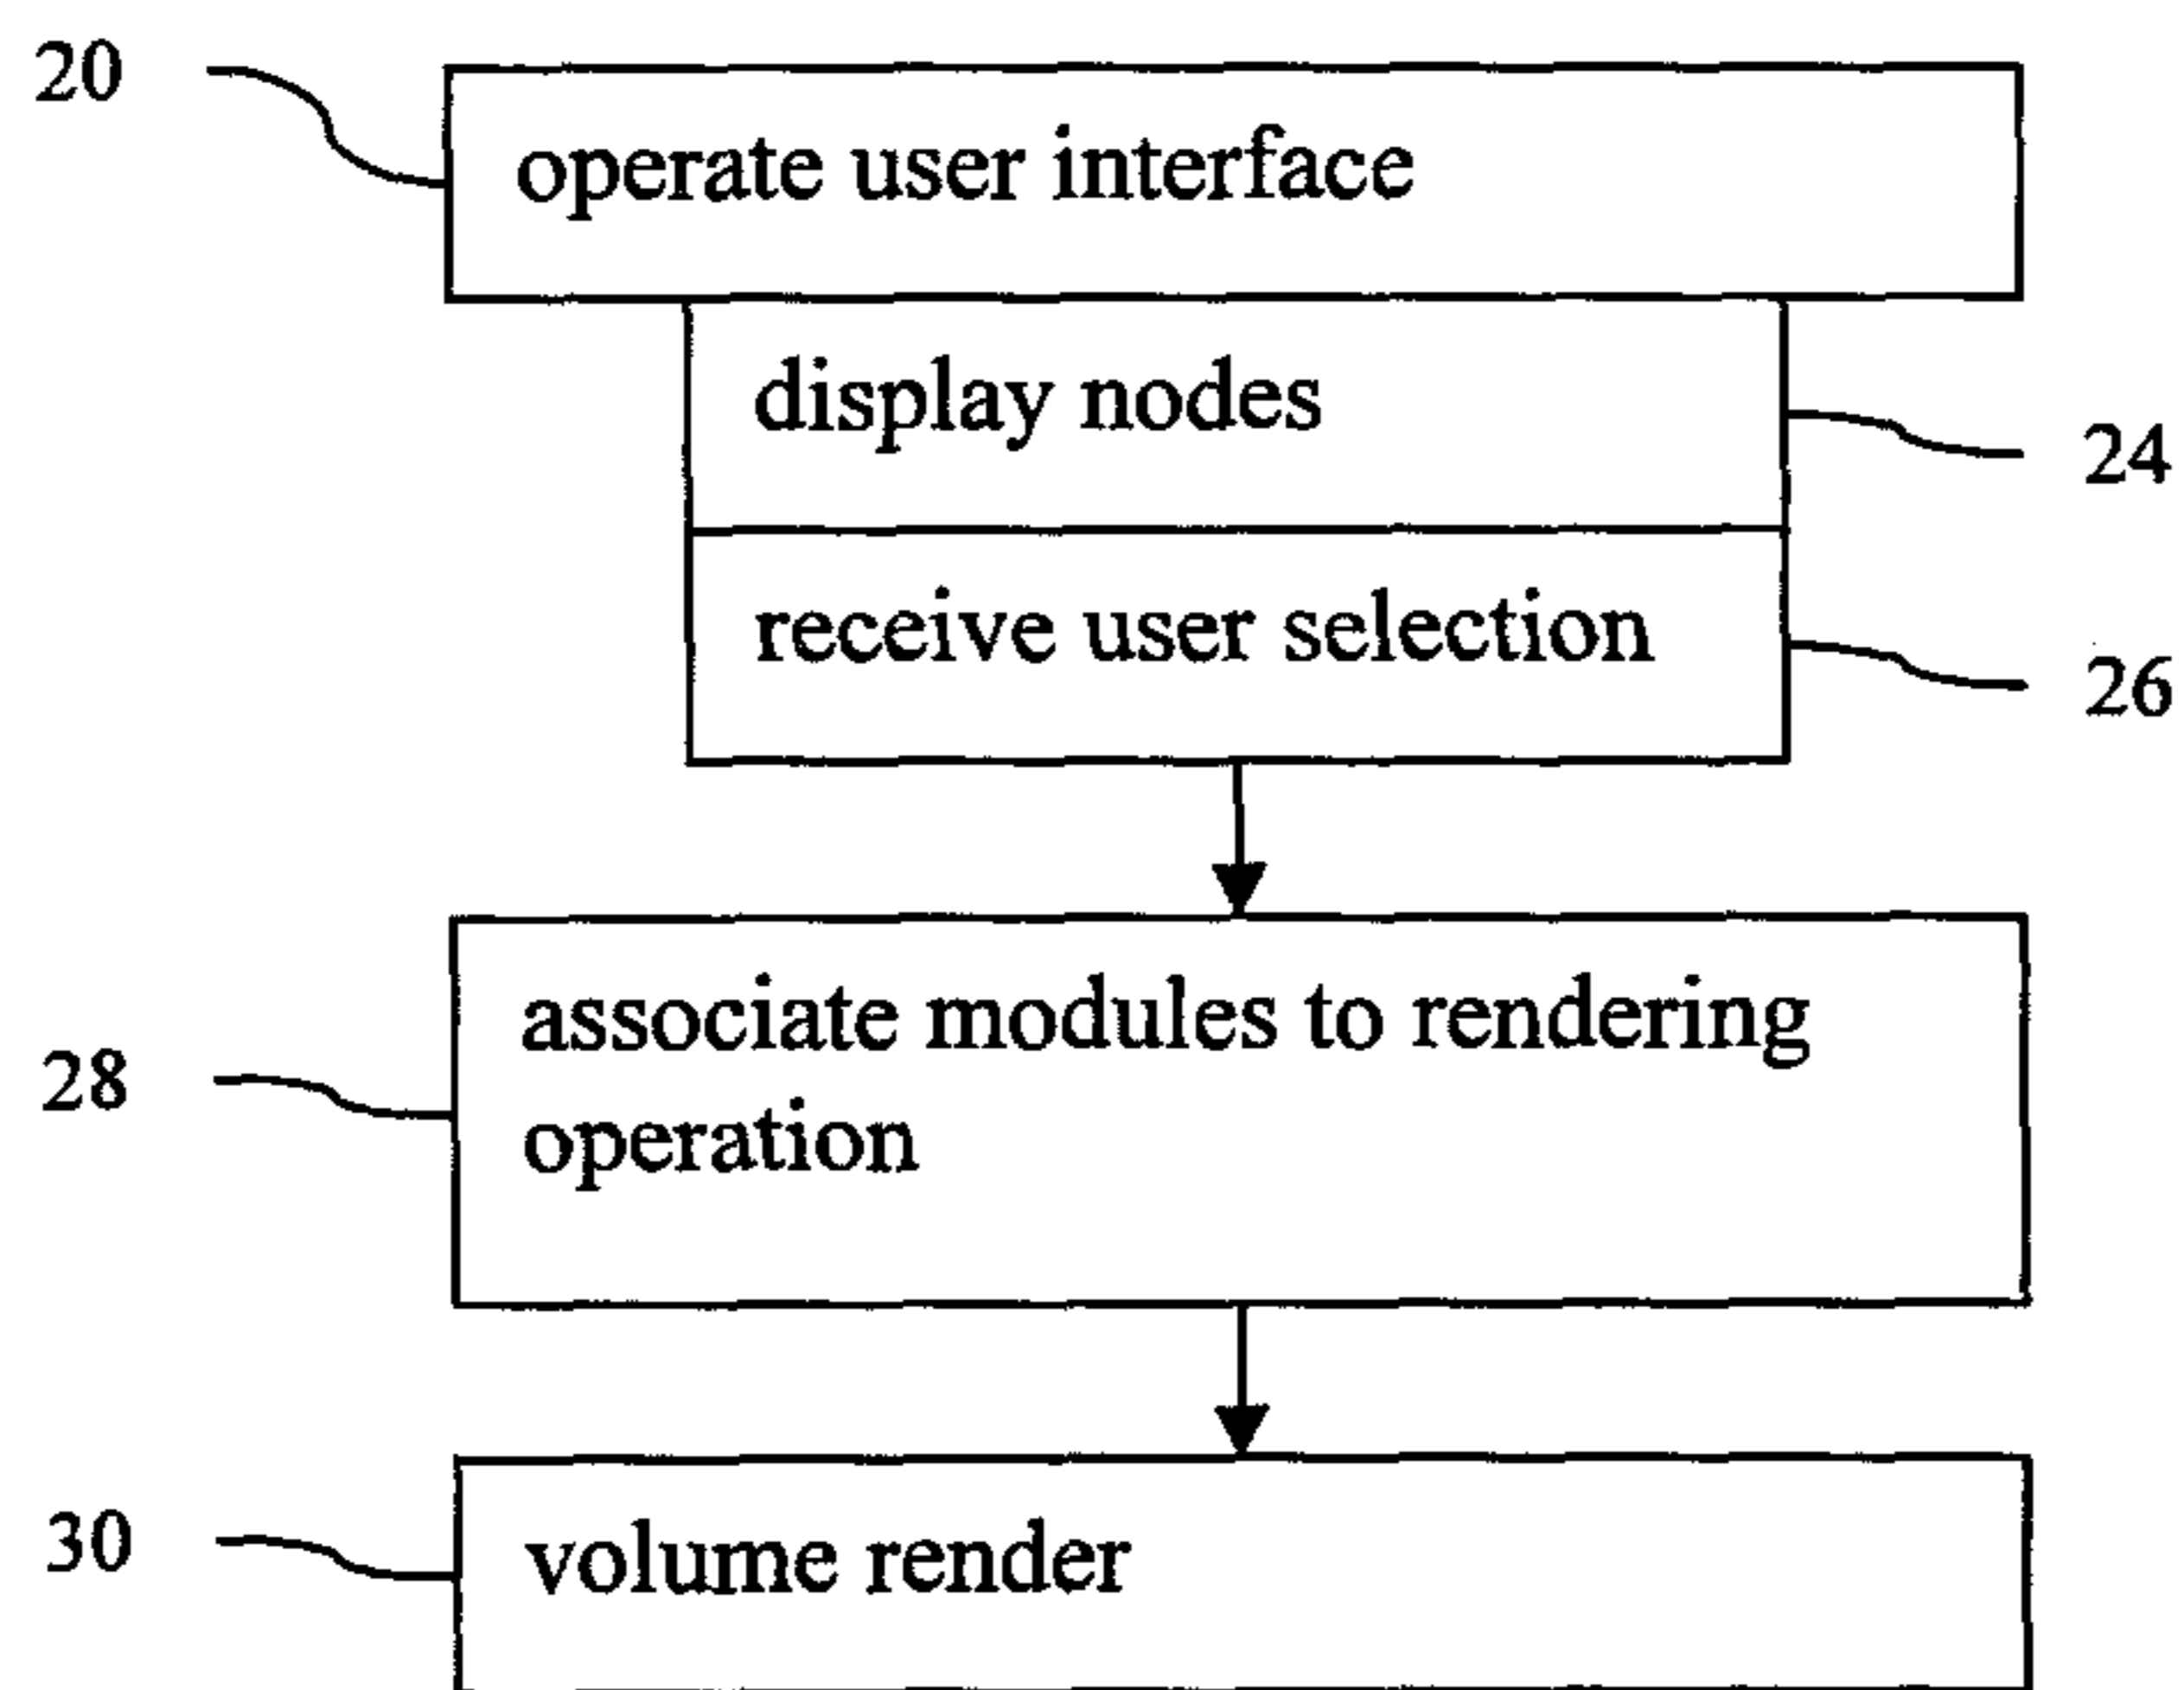 20
operate user interface
display nodes
24
receive user selection
26
associate modules to rendering
operation
28
30
volume render